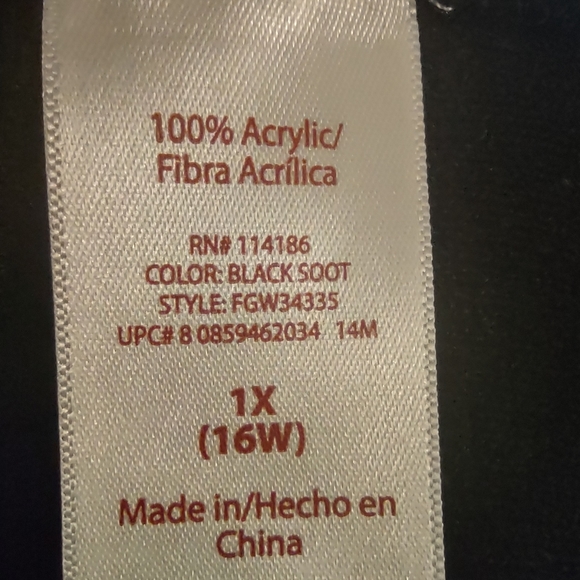 100% Acrylic/
Fibra Acrílica
RN# 114186
COLOR: BLACK SOOT
STYLE: FGW34335
UPC# 8 0859462034 14M
1X
(16W)
Made in/Hecho en
China